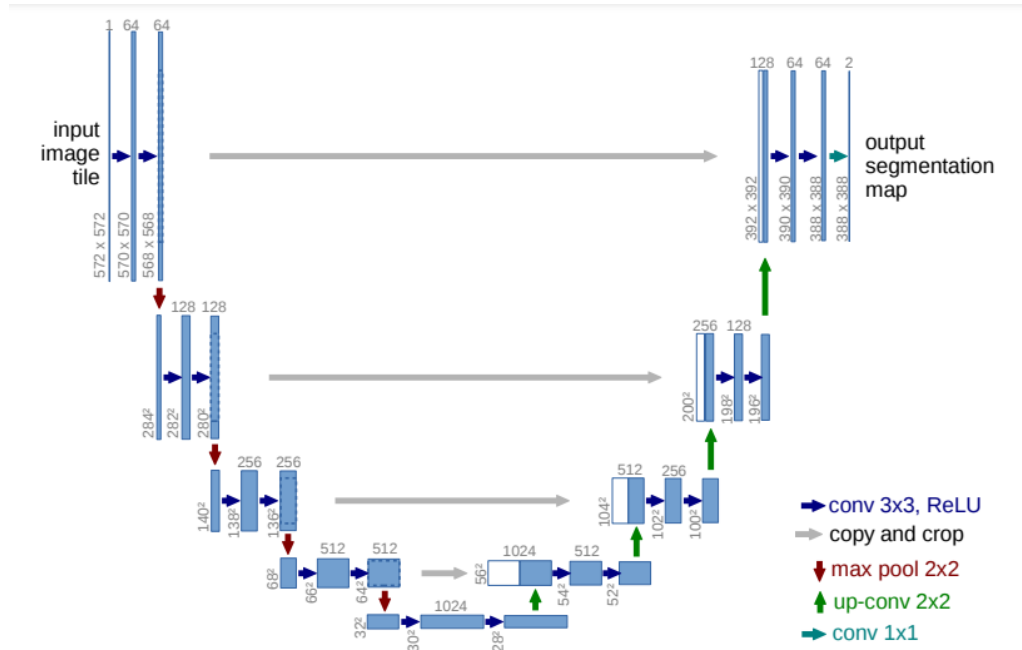 1 64 64
input
image
tile
572 x 572
570 x 570
568 x 568
128 64 64 2
output
segmentation
map
392 x 392
390 x 390
388 x 388
388 x 388
128 128
284²
282²
280²
256 128
200²
198²
196²
256 256
140²
138²
136²
512 256
104²
102²
100²
512 512
68²
66²
64²
1024 512
56²
54²
52²
1024
32²
30²
28²
conv 3x3, ReLU
copy and crop
max pool 2x2
up-conv 2x2
conv 1x1